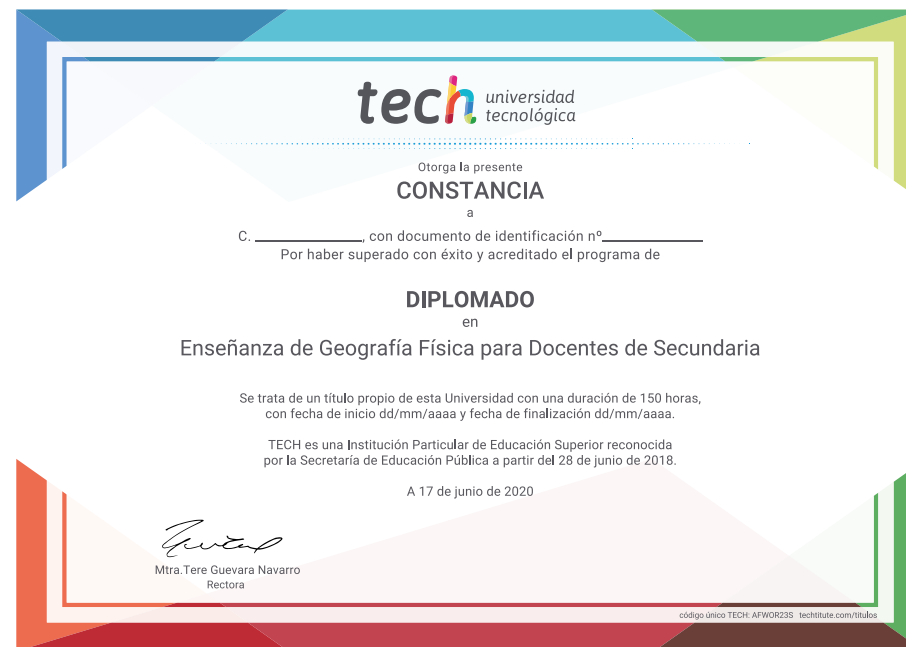 tech universidad
tecnológica
Otorga la presente
CONSTANCIA
a
C. ______________, con documento de identificación nº_____________
Por haber superado con éxito y acreditado el programa de
DIPLOMADO
en
Enseñanza de Geografía Física para Docentes de Secundaria
Se trata de un título propio de esta Universidad con una duración de 150 horas,
con fecha de inicio dd/mm/aaaa y fecha de finalización dd/mm/aaaa.
TECH es una Institución Particular de Educación Superior reconocida
por la Secretaría de Educación Pública a partir del 28 de junio de 2018.
A 17 de junio de 2020
Mtra.Tere Guevara Navarro
Rectora
código único TECH: AFWOR23S techtitute.com/titulos